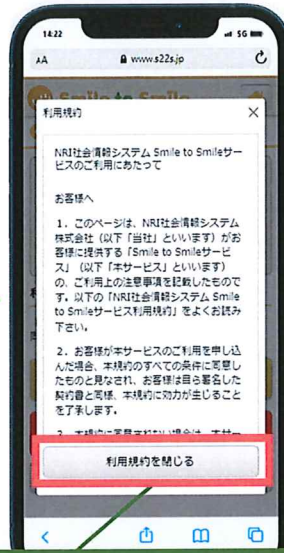 14:22
5G
AA
www.s22s.jp
Smile to Smile
利用規約
×
NRI社会情報システム Smile to Smileサー
ビスのご利用にあたって
お客様へ
1. このページは、NRI社会情報システム
株式会社（以下「当社」といいます）がお
客様に提供する「Smile to Smileサービ
ス」（以下「本サービス」といいます）
の、ご利用上の注意事項を記載したもので
す。以下の「NRI社会情報システム Smile
to Smileサービス利用規約」をよくお読み
下さい。
2. お客様が本サービスのご利用を申し込
んだ場合、本規約のすべての条件に同意し
たものと見なされ、お客様は自ら署名した
契約書と同様、本規約に効力が生じること
を了承します。
利用規約を閉じる